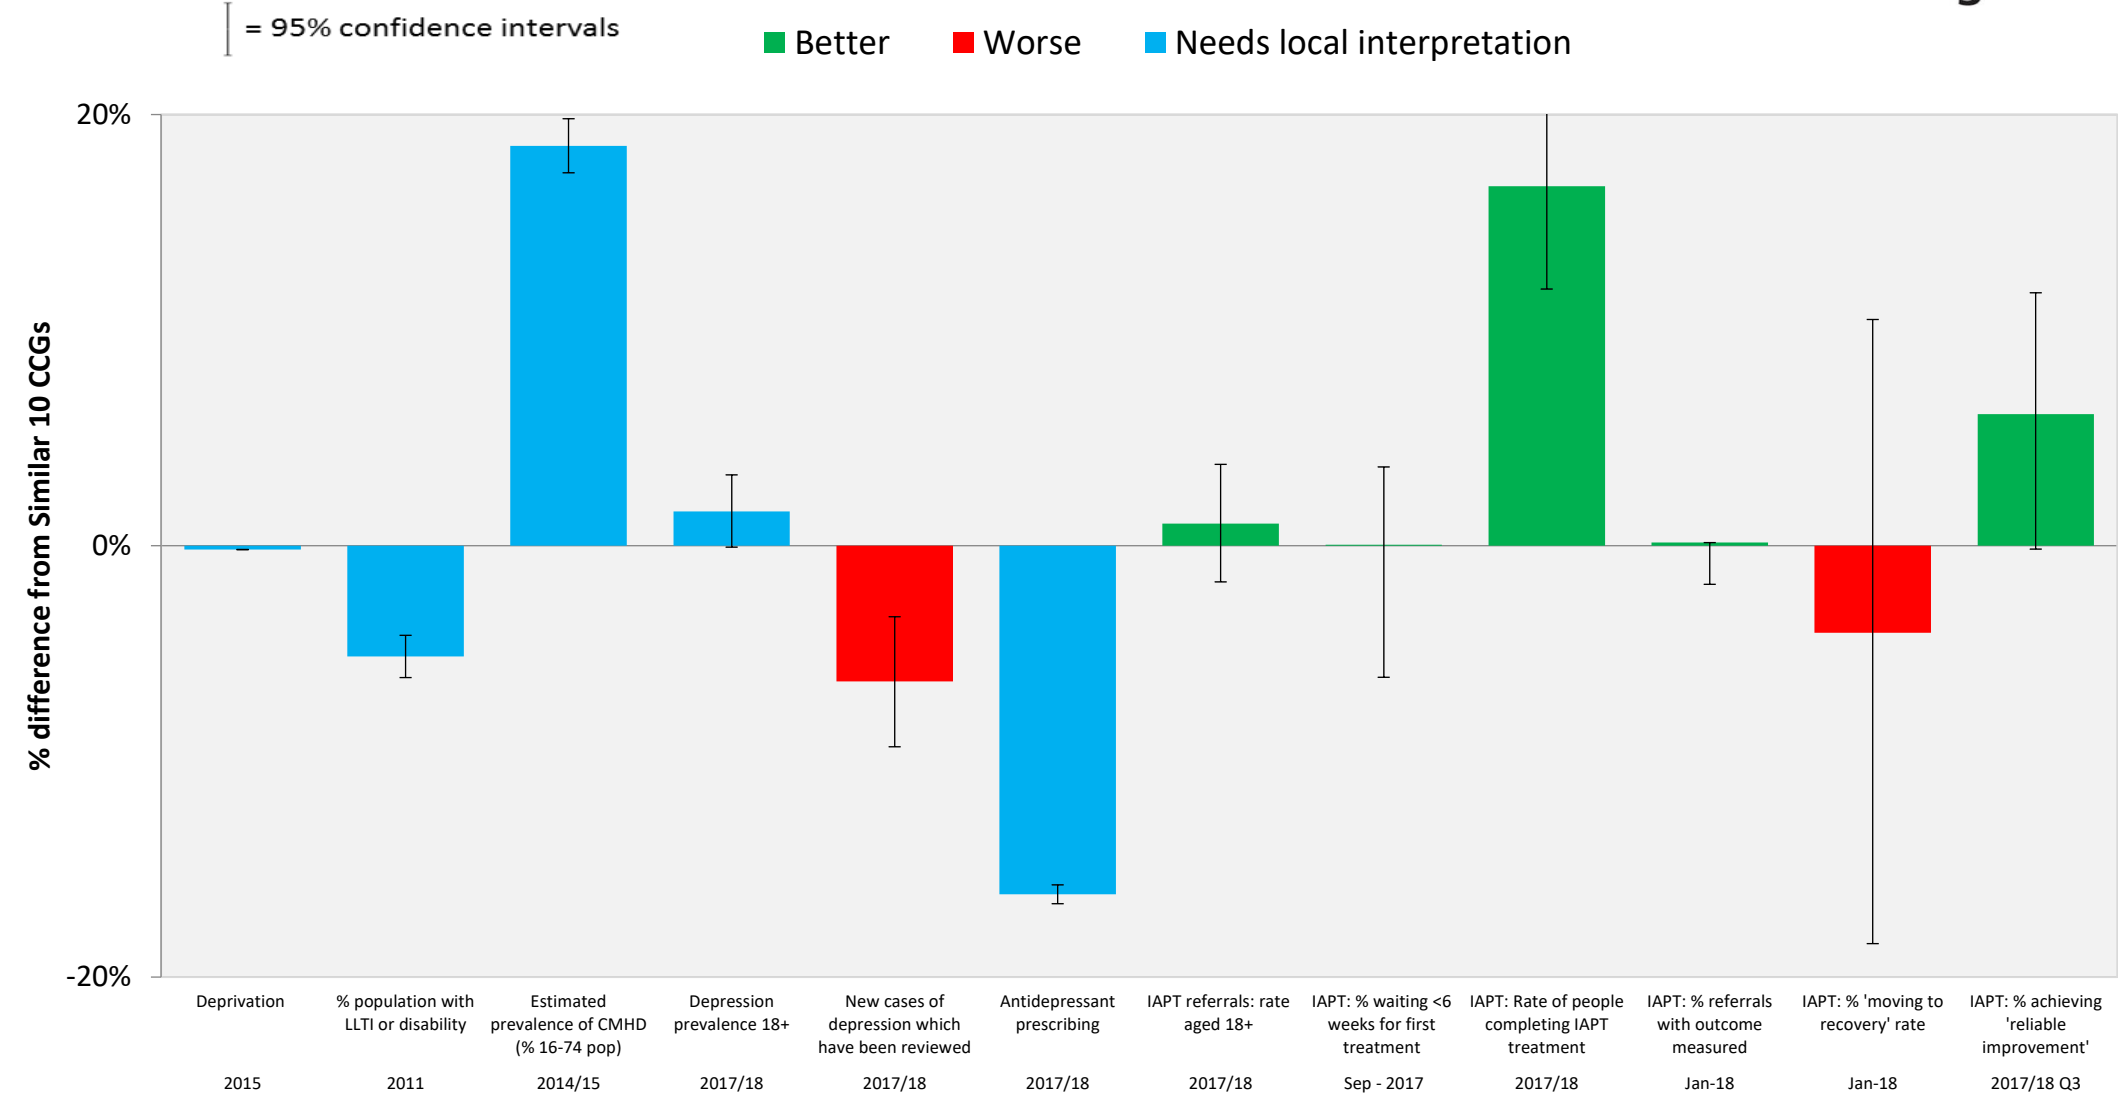 = 95% confidence intervals
Better
Worse
Needs local interpretation
20%
0%
-20%
% difference from Similar 10 CCGs
Deprivation
2015
% population with
LLTI or disability
2011
Estimated
prevalence of CMHD
(% 16-74 pop)
2014/15
Depression
prevalence 18+
2017/18
New cases of
depression which
have been reviewed
2017/18
Antidepressant
prescribing
2017/18
IAPT referrals: rate
aged 18+
2017/18
IAPT: % waiting <6
weeks for first
treatment
Sep - 2017
IAPT: Rate of people
completing IAPT
treatment
2017/18
IAPT: % referrals
with outcome
measured
Jan-18
IAPT: % 'moving to
recovery' rate
Jan-18
IAPT: % achieving
'reliable
improvement'
2017/18 Q3